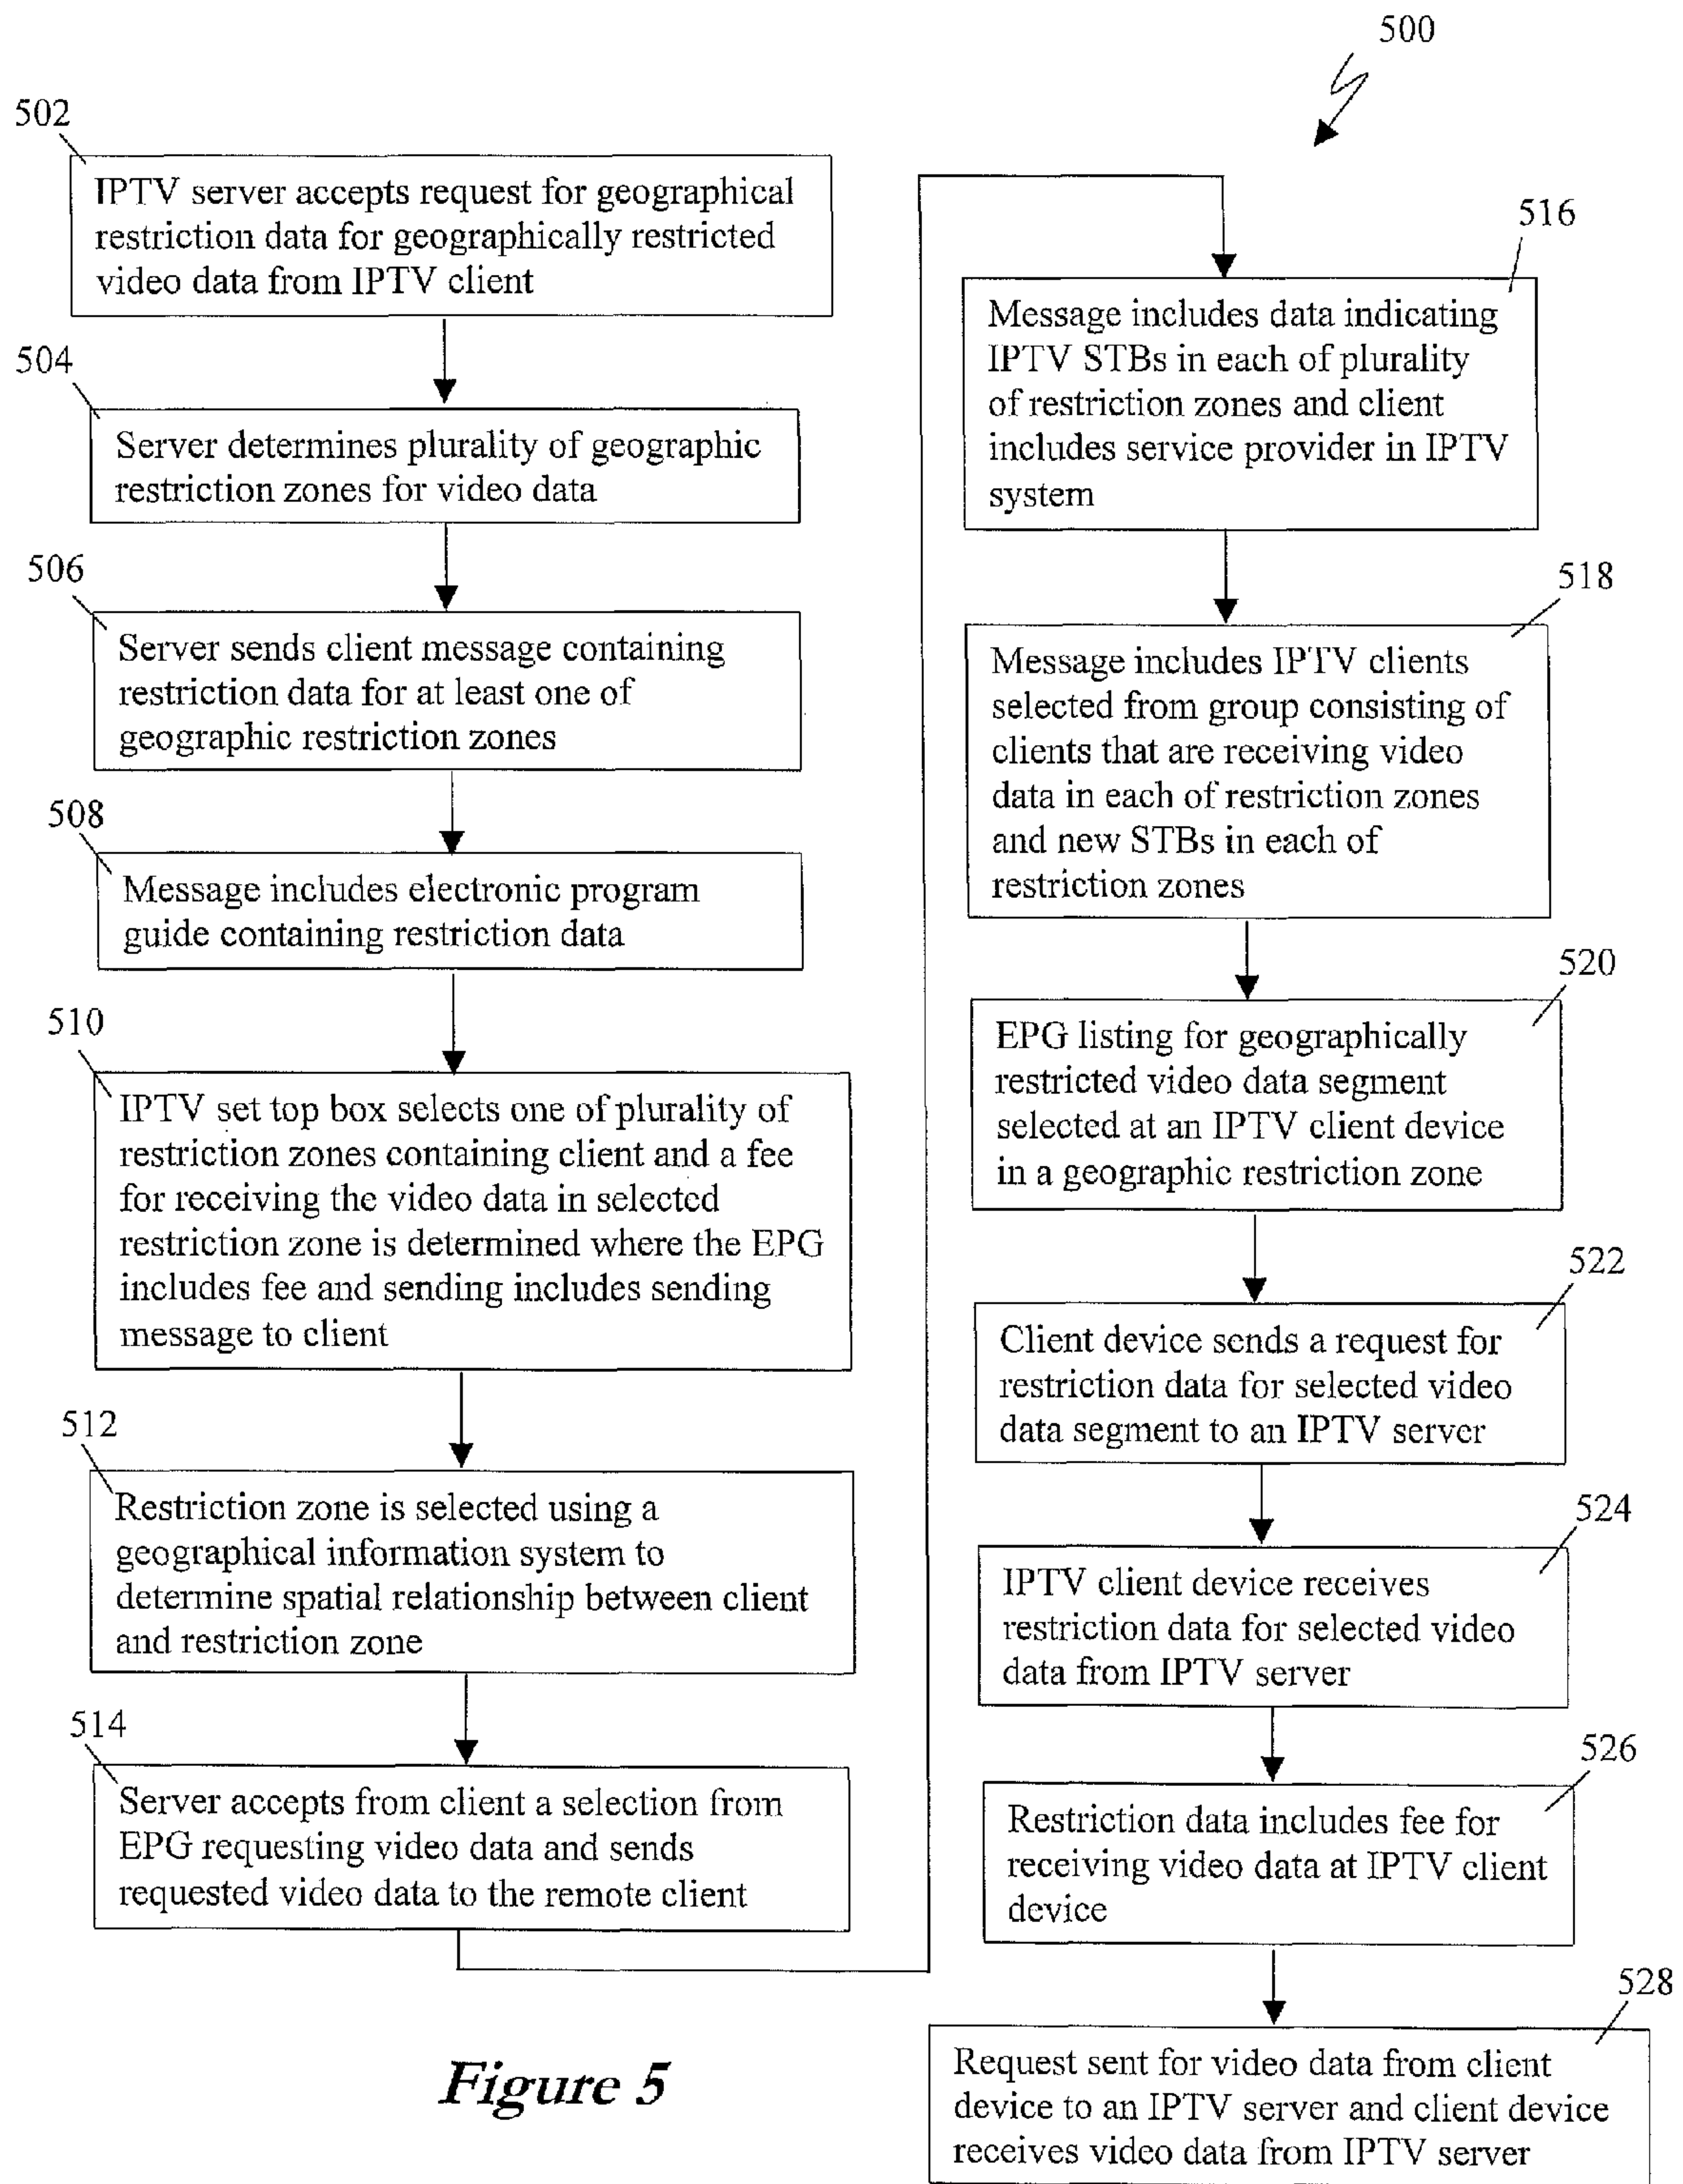 500
502
IPTV server accepts request for geographical
restriction data for geographically restricted
video data from IPTV client
504
Server determines plurality of geographic
restriction zones for video data
506
Server sends client message containing
restriction data for at least one of
geographic restriction zones
508
Message includes electronic program
guide containing restriction data
510
IPTV set top box selects one of plurality of
restriction zones containing client and a fee
for receiving the video data in selected
restriction zone is determined where the EPG
includes fee and sending includes sending
message to client
512
Restriction zone is selected using a
geographical information system to
determine spatial relationship between client
and restriction zone
514
Server accepts from client a selection from
EPG requesting video data and sends
requested video data to the remote client
516
Message includes data indicating
IPTV STBs in each of plurality
of restriction zones and client
includes service provider in IPTV
system
518
Message includes IPTV clients
selected from group consisting of
clients that are receiving video
data in each of restriction zones
and new STBs in each of
restriction zones
520
EPG listing for geographically
restricted video data segment
selected at an IPTV client device
in a geographic restriction zone
522
Client device sends a request for
restriction data for selected video
data segment to an IPTV server
524
IPTV client device receives
restriction data for selected video
data from IPTV server
526
Restriction data includes fee for
receiving video data at IPTV client
device
528
Request sent for video data from client
device to an IPTV server and client device
receives video data from IPTV server
Figure 5